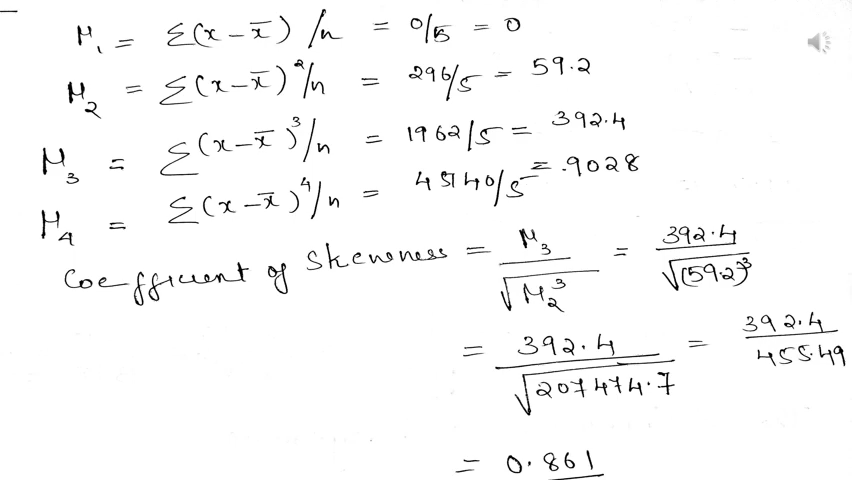 μ₁ = Σ(x − x̄) /n = 0/5 = 0
μ₂ = Σ(x − x̄)²/n = 296/5 = 59.2
μ₃ = Σ(x − x̄)³/n = 1962/5 = 392.4
μ₄ = Σ(x − x̄)⁴/n = 45140/5 = .9028
Coefficient of Skewness = μ₃ / √μ₂³ = 392.4 / √(59.2)³
= 392.4 / √207474.7 = 392.4 / 455.49
= 0.861